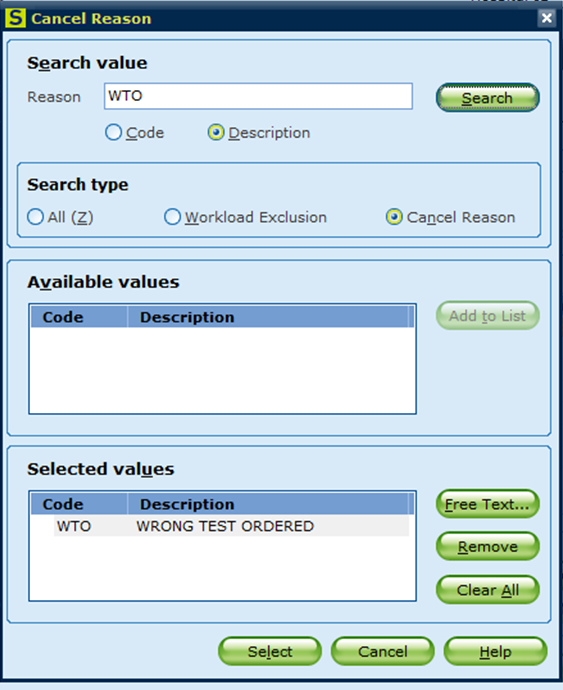 S Cancel Reason
Search value
Reason WTO Search
Code Description
Search type
All (Z) Workload Exclusion Cancel Reason
Available values
Code Description Add to List
Selected values
Code Description Free Text...
WTO WRONG TEST ORDERED
Remove
Clear All
Select Cancel Help